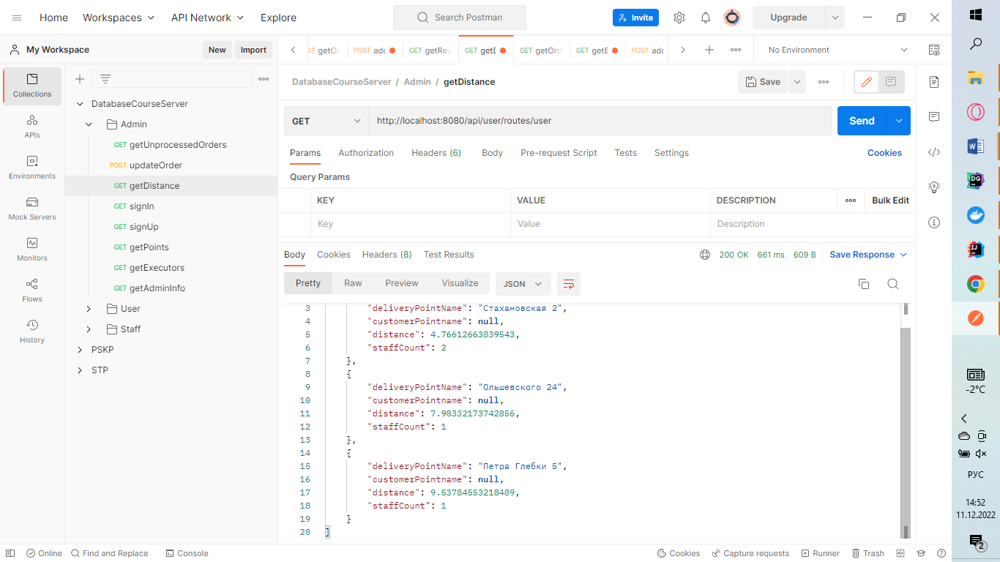 Home Workspaces API Network Explore Search Postman Invite Upgrade
My Workspace New Import
GET getOr POST adc GET getRev GET getD GET getOrd GET getE POST adc No Environment
Collections
APIs
Environments
Mock Servers
Monitors
Flows
History
DatabaseCourseServer
Admin
GET getUnprocessedOrders
POST updateOrder
GET getDistance
GET signIn
GET signUp
GET getPoints
GET getExecutors
GET getAdminInfo
User
Staff
PSKP
STP
DatabaseCourseServer / Admin / getDistance Save
GET http://localhost:8080/api/user/routes/user Send
Params Authorization Headers (6) Body Pre-request Script Tests Settings Cookies
Query Params
KEY VALUE DESCRIPTION Bulk Edit
Key Value Description
Body Cookies Headers (8) Test Results 200 OK 661 ms 609 B Save Response
Pretty Raw Preview Visualize JSON
3 "deliveryPointName": "Стахановская 2",
4 "customerPointname": null,
5 "distance": 4.76612663839543,
6 "staffCount": 2
7 },
8 {
9 "deliveryPointName": "Ольшевского 24",
10 "customerPointname": null,
11 "distance": 7.90332173742856,
12 "staffCount": 1
13 },
14 {
15 "deliveryPointName": "Петра Глебки 5",
16 "customerPointname": null,
17 "distance": 9.53784553218489,
18 "staffCount": 1
19 }
20 ]
Online Find and Replace Console Cookies Capture requests Runner Trash
DG
IJ
-2°C
РУС
14:52
11.12.2022
2